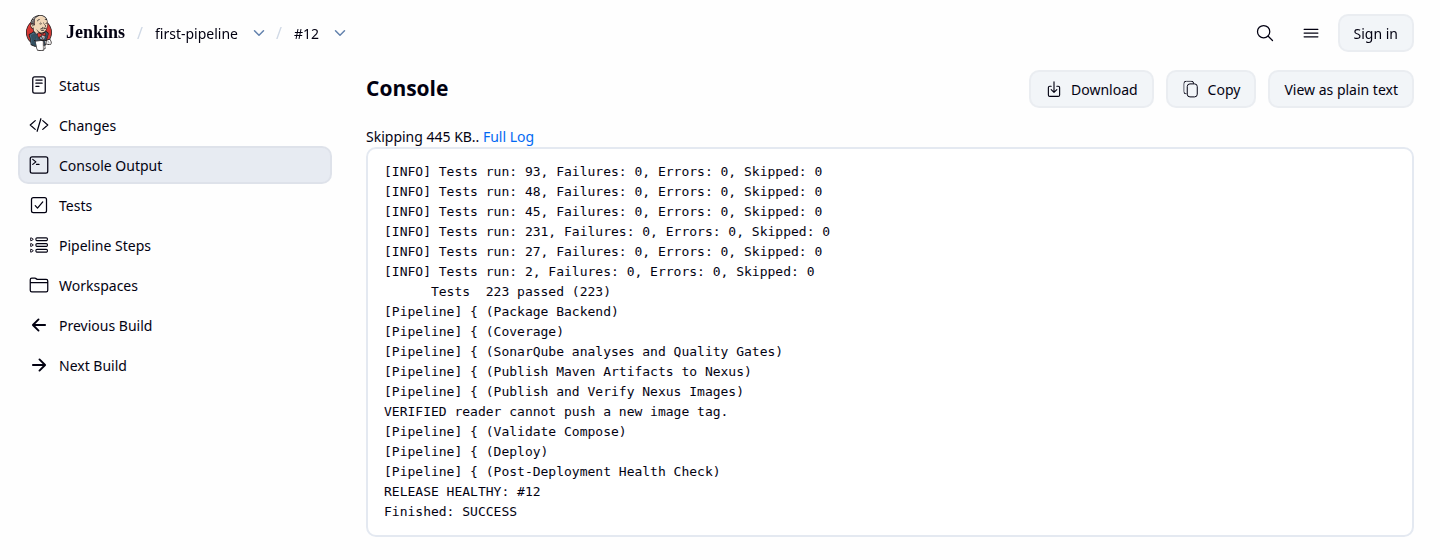 Jenkins / first-pipeline / #12
Sign in
Status
Changes
Console Output
Tests
Pipeline Steps
Workspaces
Previous Build
Next Build
Console
Download
Copy
View as plain text
Skipping 445 KB.. Full Log
[INFO] Tests run: 93, Failures: 0, Errors: 0, Skipped: 0
[INFO] Tests run: 48, Failures: 0, Errors: 0, Skipped: 0
[INFO] Tests run: 45, Failures: 0, Errors: 0, Skipped: 0
[INFO] Tests run: 231, Failures: 0, Errors: 0, Skipped: 0
[INFO] Tests run: 27, Failures: 0, Errors: 0, Skipped: 0
[INFO] Tests run: 2, Failures: 0, Errors: 0, Skipped: 0
Tests  223 passed (223)
[Pipeline] { (Package Backend)
[Pipeline] { (Coverage)
[Pipeline] { (SonarQube analyses and Quality Gates)
[Pipeline] { (Publish Maven Artifacts to Nexus)
[Pipeline] { (Publish and Verify Nexus Images)
VERIFIED reader cannot push a new image tag.
[Pipeline] { (Validate Compose)
[Pipeline] { (Deploy)
[Pipeline] { (Post-Deployment Health Check)
RELEASE HEALTHY: #12
Finished: SUCCESS